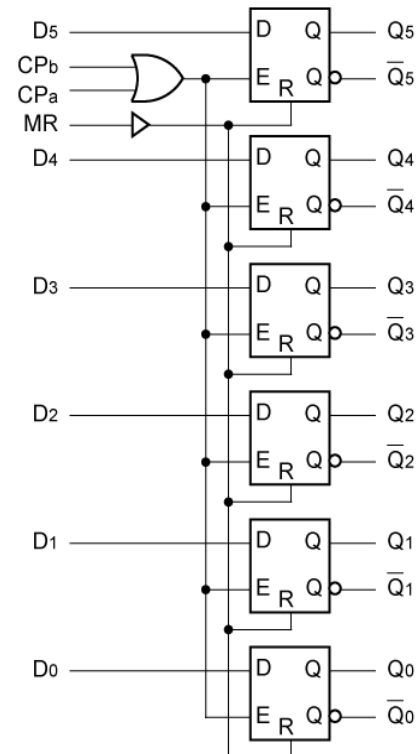 D5 D Q Q5
CPb
CPa E R Q Q̅5
MR
D4 D Q Q4
E R Q Q̅4
D3 D Q Q3
E R Q Q̅3
D2 D Q Q2
E R Q Q̅2
D1 D Q Q1
E R Q Q̅1
D0 D Q Q0
E R Q Q̅0